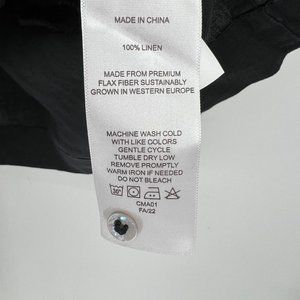 MADE IN CHINA
100% LINEN
MADE FROM PREMIUM
FLAX FIBER SUSTAINABLY
GROWN IN WESTERN EUROPE
MACHINE WASH COLD
WITH LIKE COLORS
GENTLE CYCLE
TUMBLE DRY LOW
REMOVE PROMPTLY
WARM IRON IF NEEDED
DO NOT BLEACH
30°
CMA01
FA/22